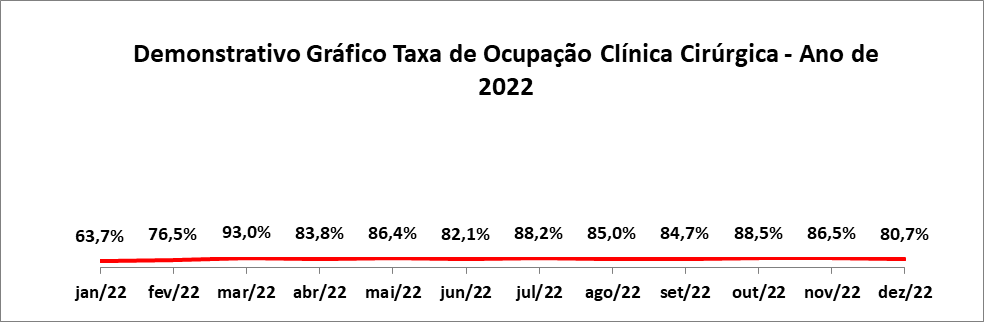 Demonstrativo Gráfico Taxa de Ocupação Clínica Cirúrgica - Ano de
2022
63,7% 76,5% 93,0% 83,8% 86,4% 82,1% 88,2% 85,0% 84,7% 88,5% 86,5% 80,7%
jan/22 fev/22 mar/22 abr/22 mai/22 jun/22 jul/22 ago/22 set/22 out/22 nov/22 dez/22